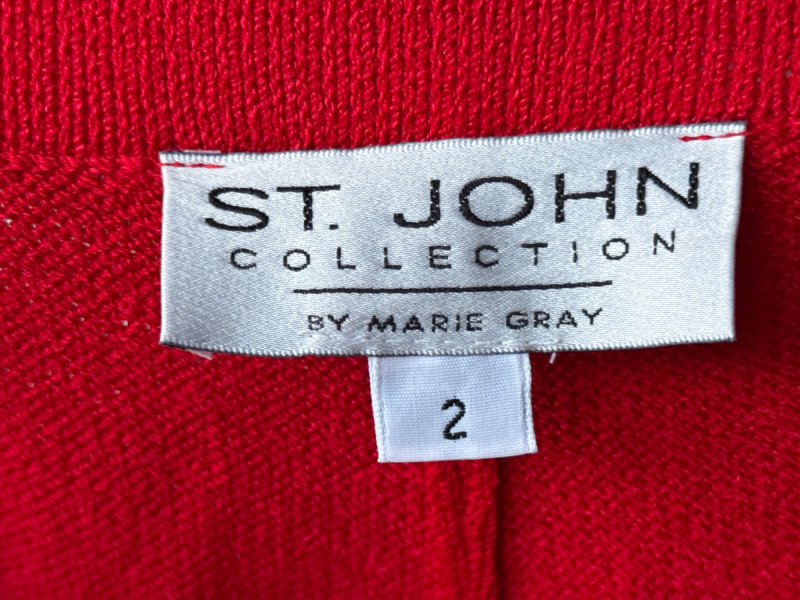 ST. JOHN
COLLECTION
BY MARIE GRAY
2